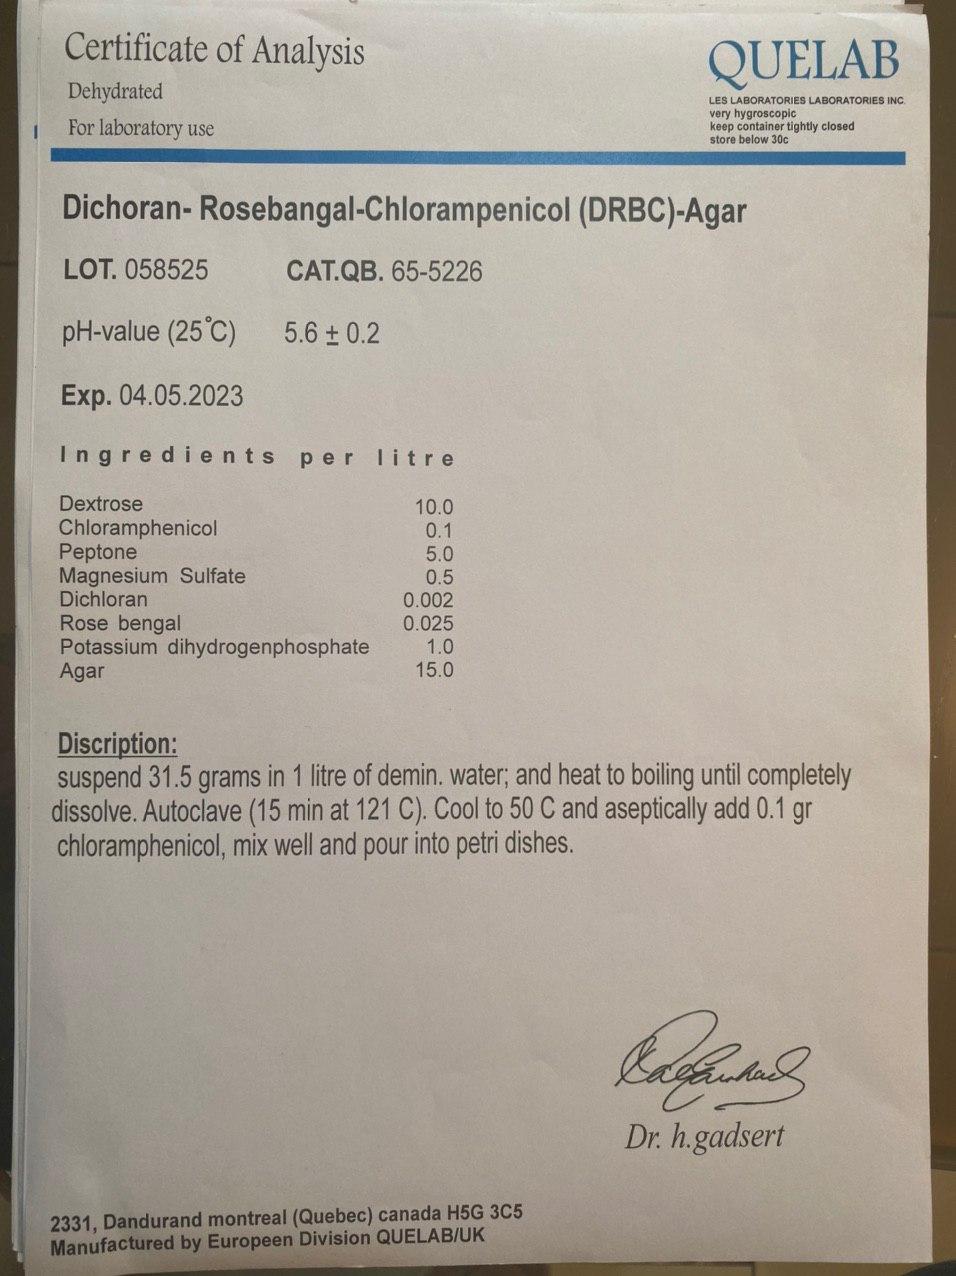 Certificate of Analysis
Dehydrated
For laboratory use
QUELAB
LES LABORATORIES LABORATORIES INC.
very hygroscopic
keep container tightly closed
store below 30c
Dichoran- Rosebangal-Chlorampenicol (DRBC)-Agar
LOT. 058525 CAT.QB. 65-5226
pH-value (25°C) 5.6 ± 0.2
Exp. 04.05.2023
Ingredients per litre
Dextrose 10.0
Chloramphenicol 0.1
Peptone 5.0
Magnesium Sulfate 0.5
Dichloran 0.002
Rose bengal 0.025
Potassium dihydrogenphosphate 1.0
Agar 15.0
Discription:
suspend 31.5 grams in 1 litre of demin. water; and heat to boiling until completely
dissolve. Autoclave (15 min at 121 C). Cool to 50 C and aseptically add 0.1 gr
chloramphenicol, mix well and pour into petri dishes.
Dr. h.gadsert
2331, Dandurand montreal (Quebec) canada H5G 3C5
Manufactured by Europeen Division QUELAB/UK